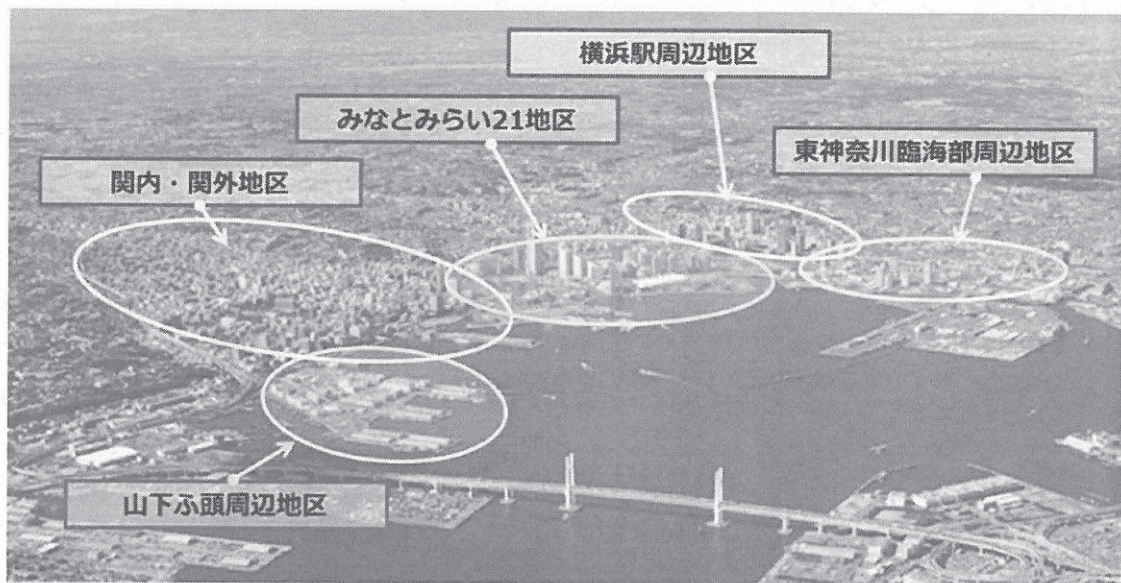 横浜駅周辺地区
みなとみらい21地区
東神奈川臨海部周辺地区
関内・関外地区
山下ふ頭周辺地区